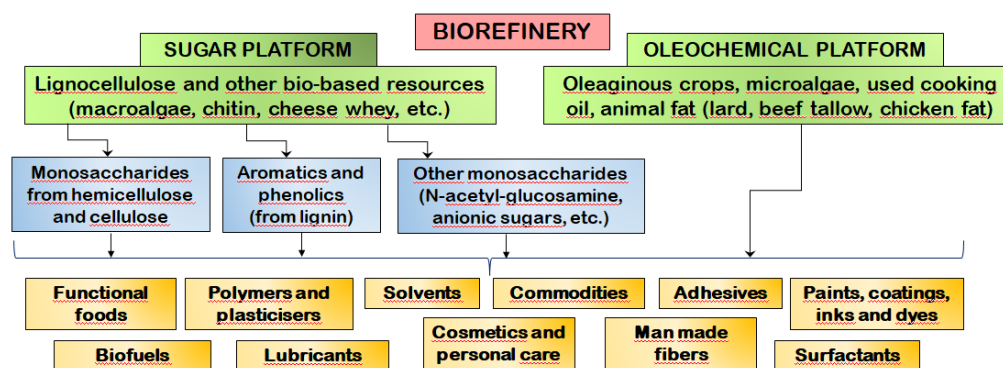 BIOREFINERY
SUGAR PLATFORM
OLEOCHEMICAL PLATFORM
Lignocellulose and other bio-based resources
(macroalgae, chitin, cheese whey, etc.)
Oleaginous crops, microalgae, used cooking
oil, animal fat (lard, beef tallow, chicken fat)
Monosaccharides
from hemicellulose
and cellulose
Aromatics and
phenolics
(from lignin)
Other monosaccharides
(N-acetyl-glucosamine,
anionic sugars, etc.)
Functional
foods
Polymers and
plasticisers
Solvents
Commodities
Adhesives
Paints, coatings,
inks and dyes
Biofuels
Lubricants
Cosmetics and
personal care
Man made
fibers
Surfactants